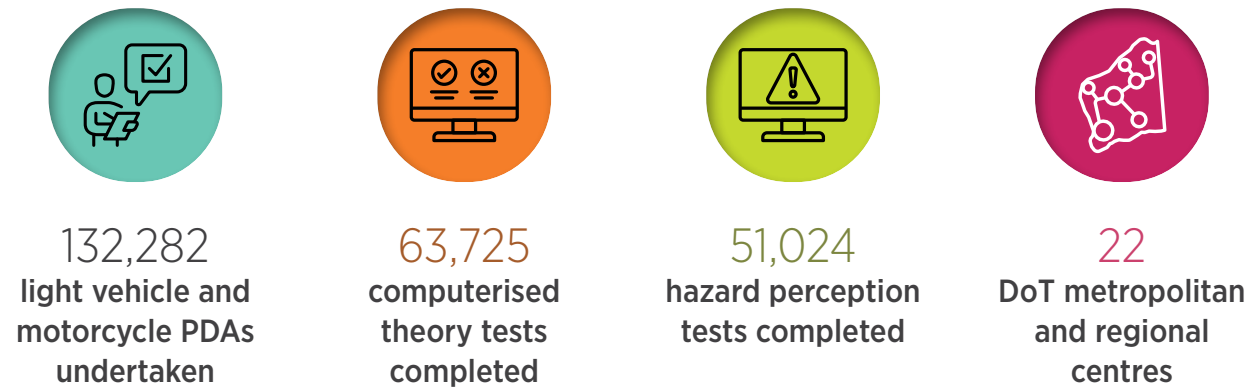 132,282
light vehicle and
motorcycle PDAs
undertaken
63,725
computerised
theory tests
completed
51,024
hazard perception
tests completed
22
DoT metropolitan
and regional
centres